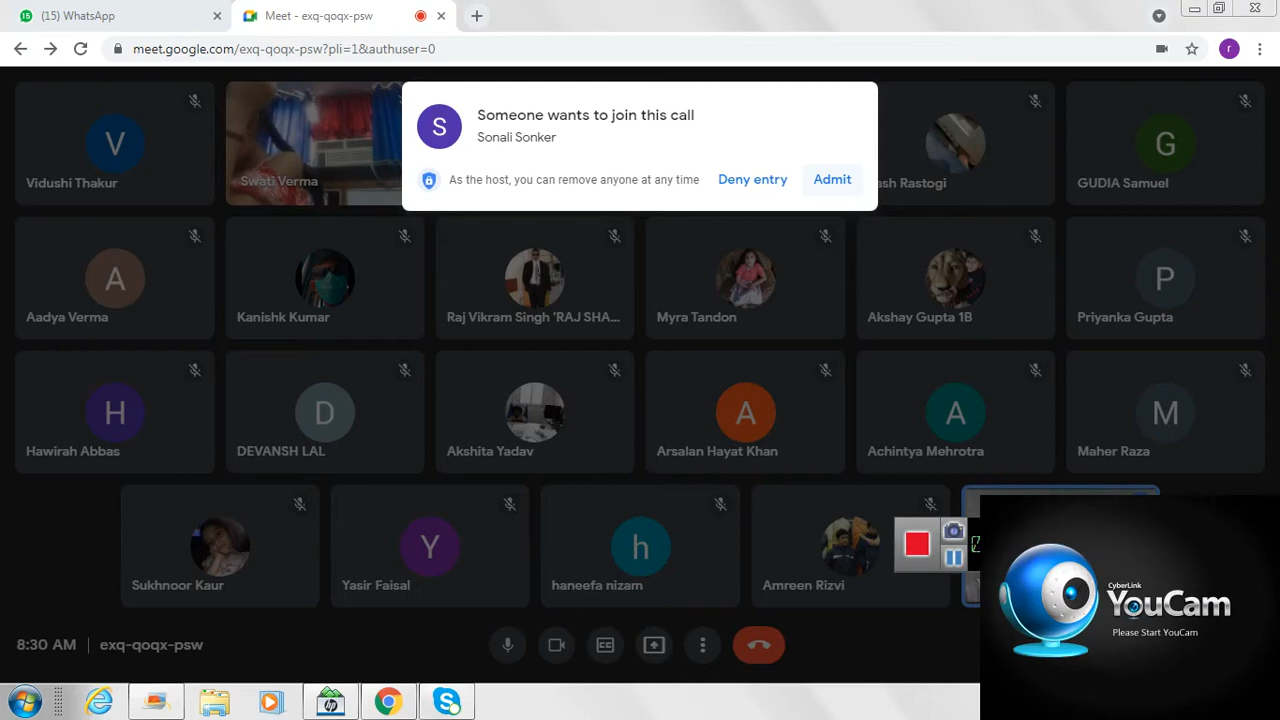 (15) WhatsApp
Meet - exq-qoqx-psw
meet.google.com/exq-qoqx-psw?pli=1&authuser=0
r
S
Someone wants to join this call
Sonali Sonker
As the host, you can remove anyone at any time
Deny entry
Admit
V
Vidushi Thakur
Swati Verma
ash Rastogi
G
GUDIA Samuel
A
Aadya Verma
Kanishk Kumar
Raj Vikram Singh 'RAJ SHA...
Myra Tandon
Akshay Gupta 1B
P
Priyanka Gupta
H
Hawirah Abbas
D
DEVANSH LAL
Akshita Yadav
A
Arsalan Hayat Khan
A
Achintya Mehrotra
M
Maher Raza
Sukhnoor Kaur
Y
Yasir Faisal
h
haneefa nizam
Amreen Rizvi
CyberLink
YouCam
Please Start YouCam
8:30 AM | exq-qoqx-psw